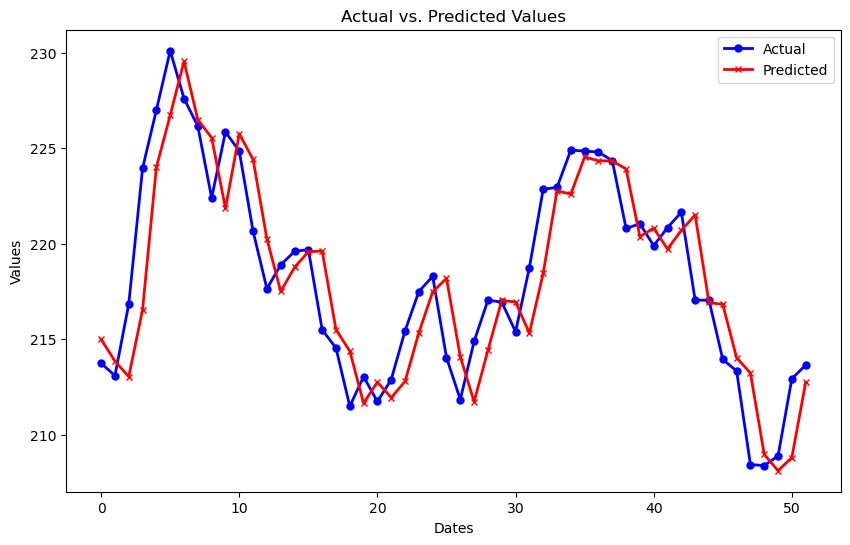 Actual vs. Predicted Values
Actual
Predicted
230
225
220
215
210
Values
0
10
20
30
40
50
Dates